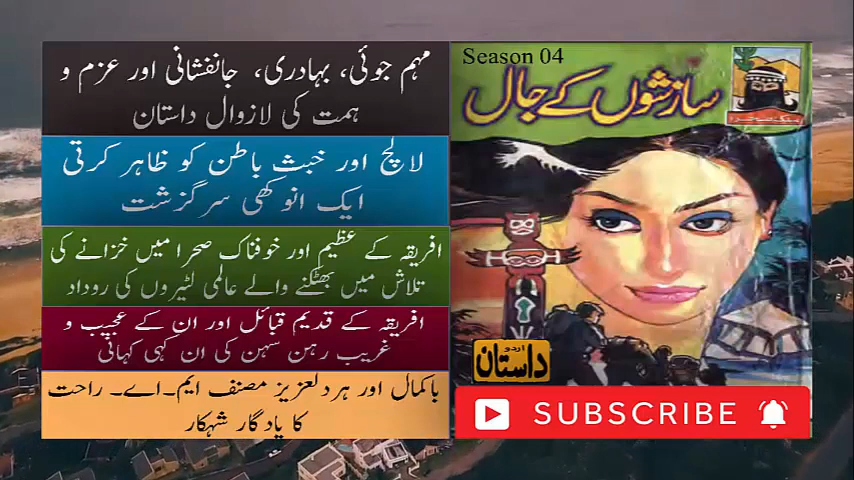 مہم جوئی، بہادری، جانفشانی اور عزم و
ہمت کی لازوال داستان
لالچ اور خبث باطن کو ظاہر کرتی
ایک انوکھی سرگزشت
افریقہ کے عظیم اور خوفناک صحرا میں خزانے کی
تلاش میں بھٹکنے والے عالمی لٹیروں کی روداد
افریقہ کے قدیم قبائل اور ان کے عجیب و
غریب رہن سہن کی ان کہی کہانی
باکمال اور ہردلعزیز مصنف ایم۔اے۔ راحت
کا یادگار شہکار
Season 04
سازشوں کے جال
اردو
داستان
SUBSCRIBE